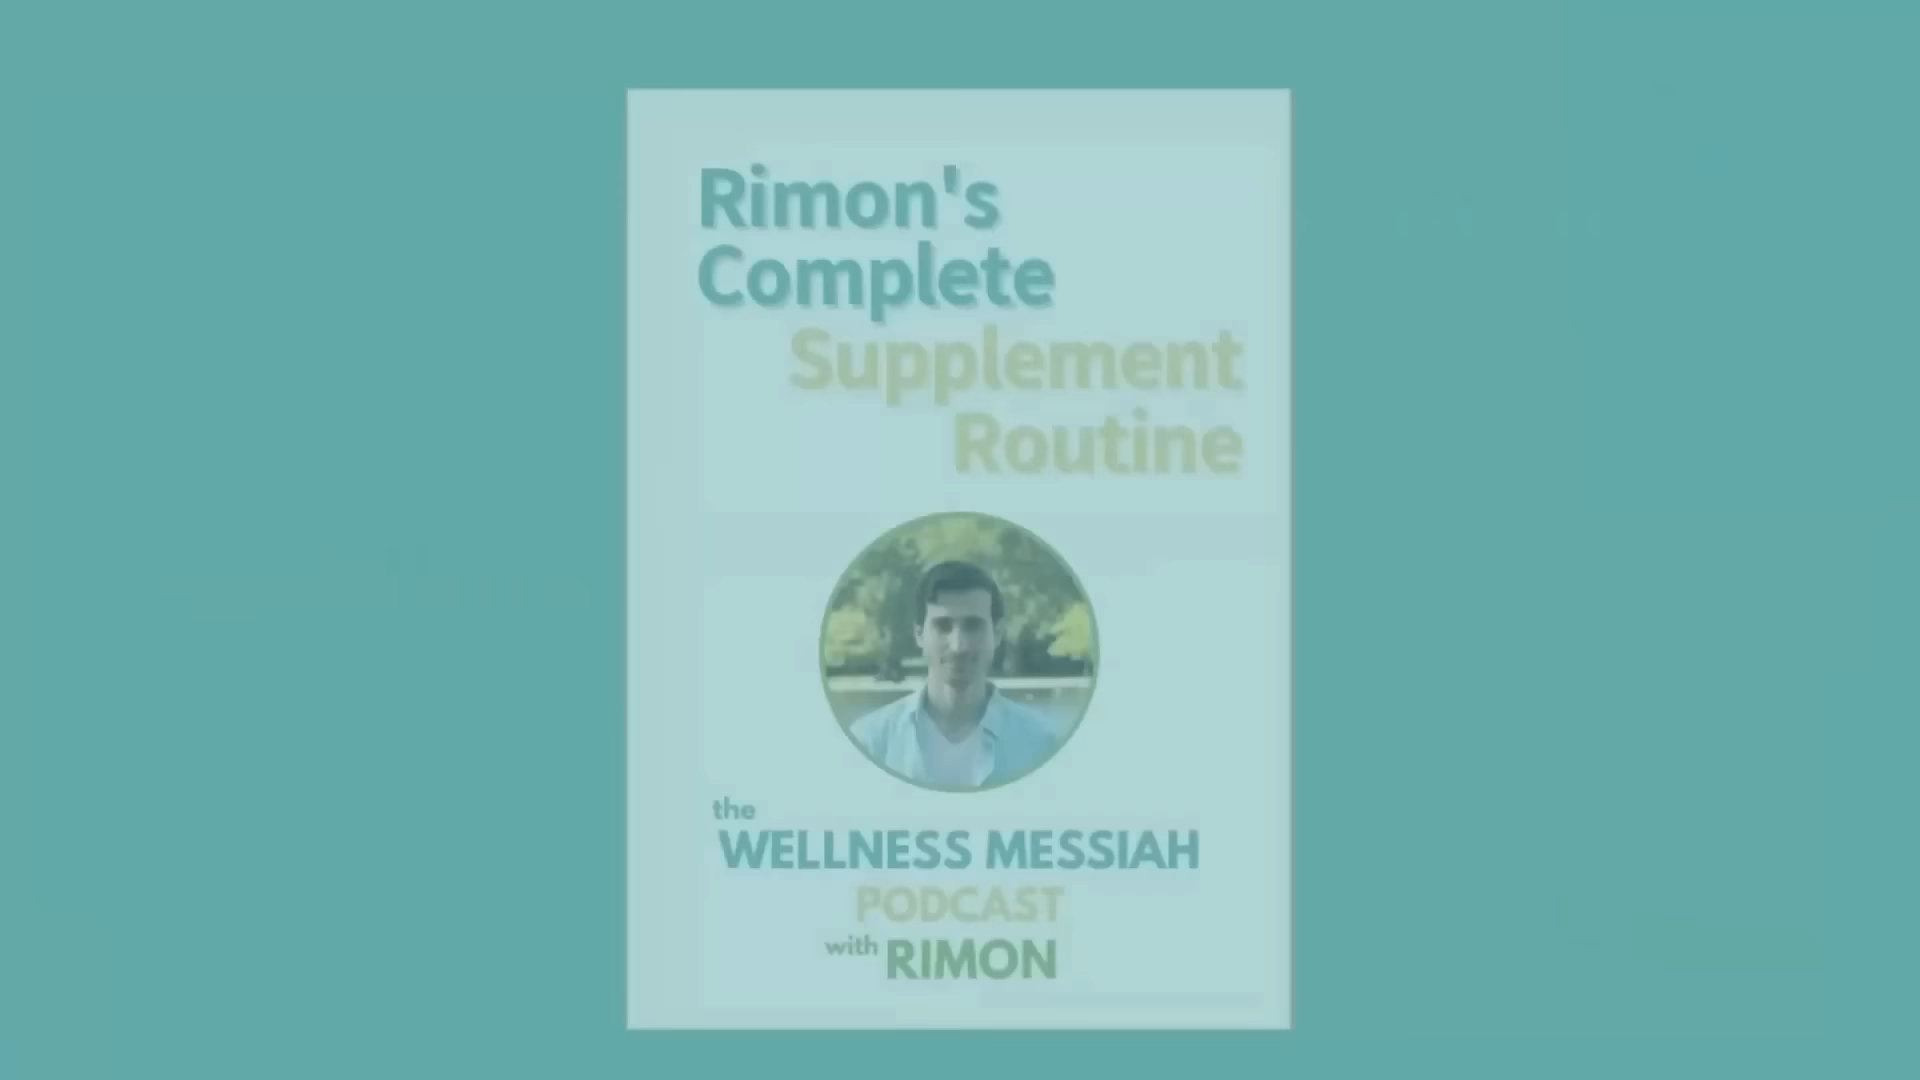 Rimon's
Complete
Supplement
Routine
the
WELLNESS MESSIAH
PODCAST
with RIMON